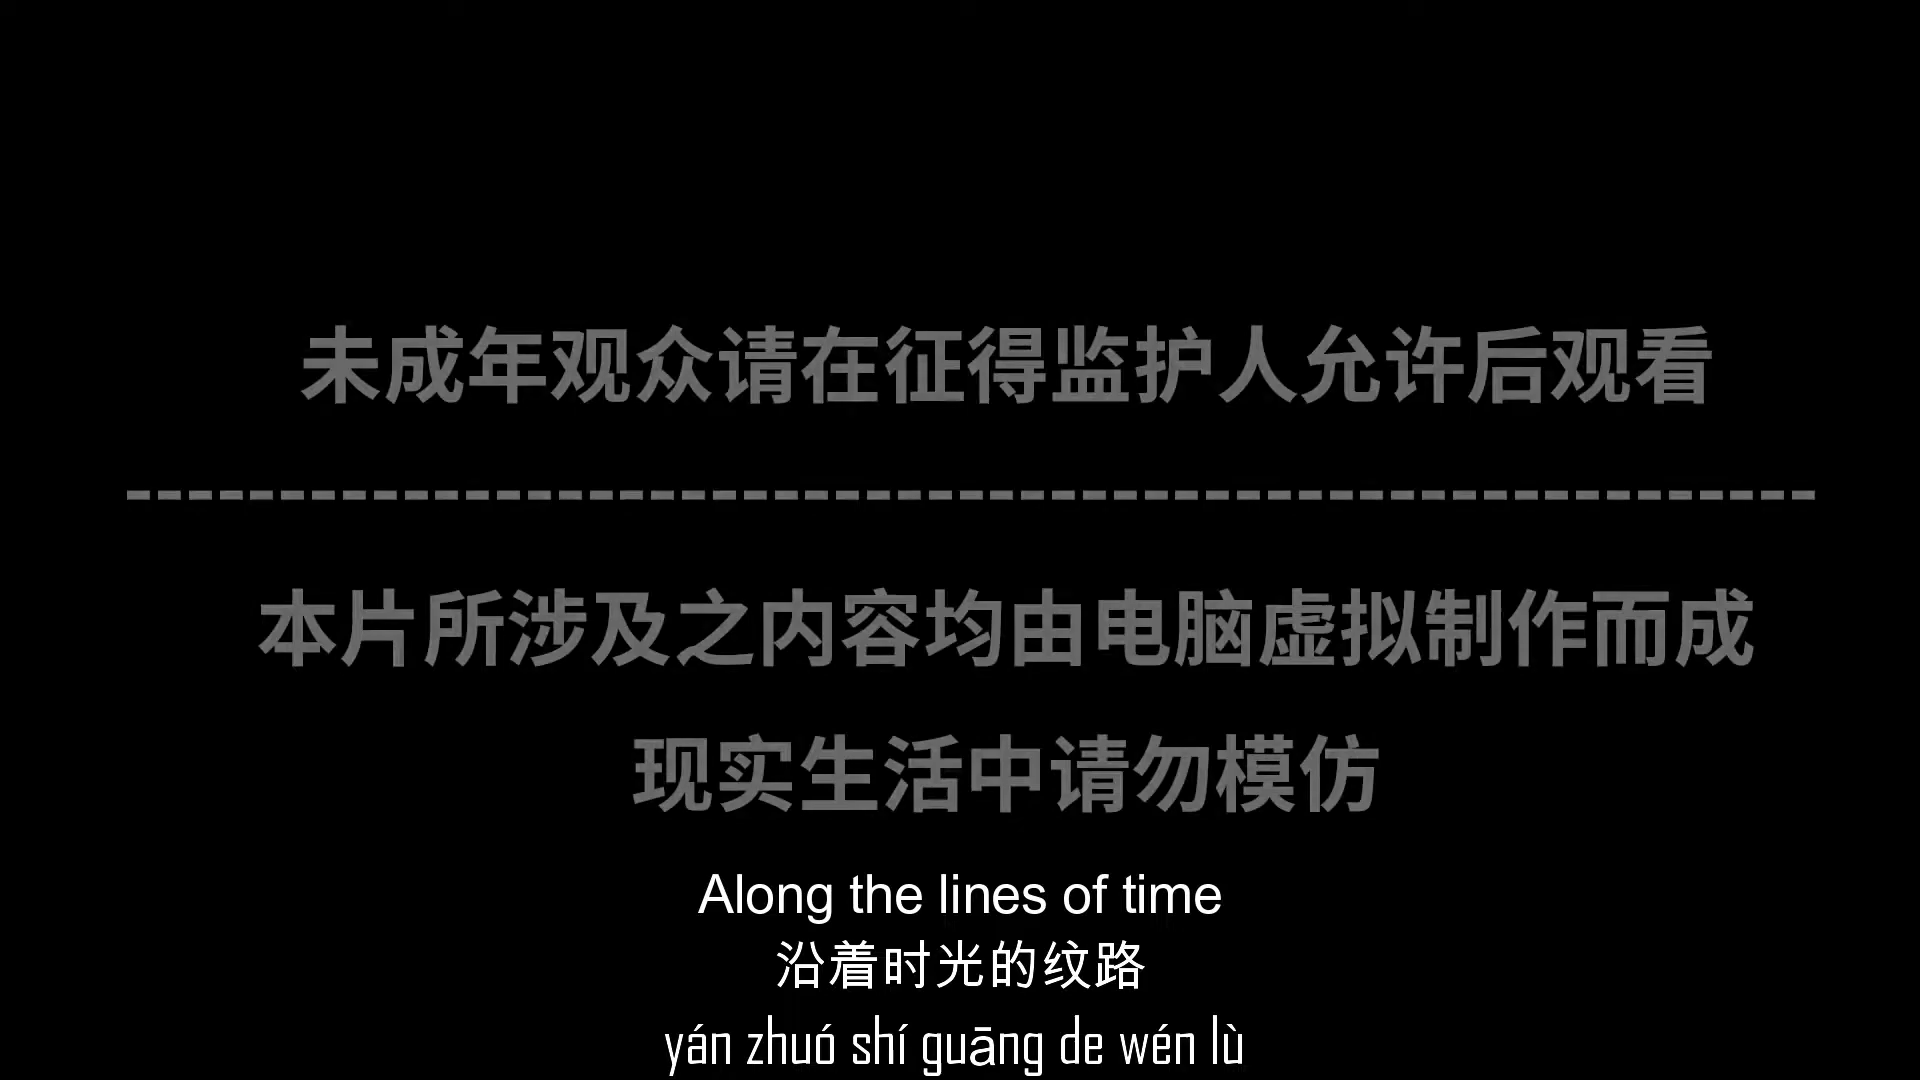 未成年观众请在征得监护人允许后观看
-------------------------------------------------------
本片所涉及之内容均由电脑虚拟制作而成
现实生活中请勿模仿
Along the lines of time
沿着时光的纹路
yán zhuó shí guāng de wén lù